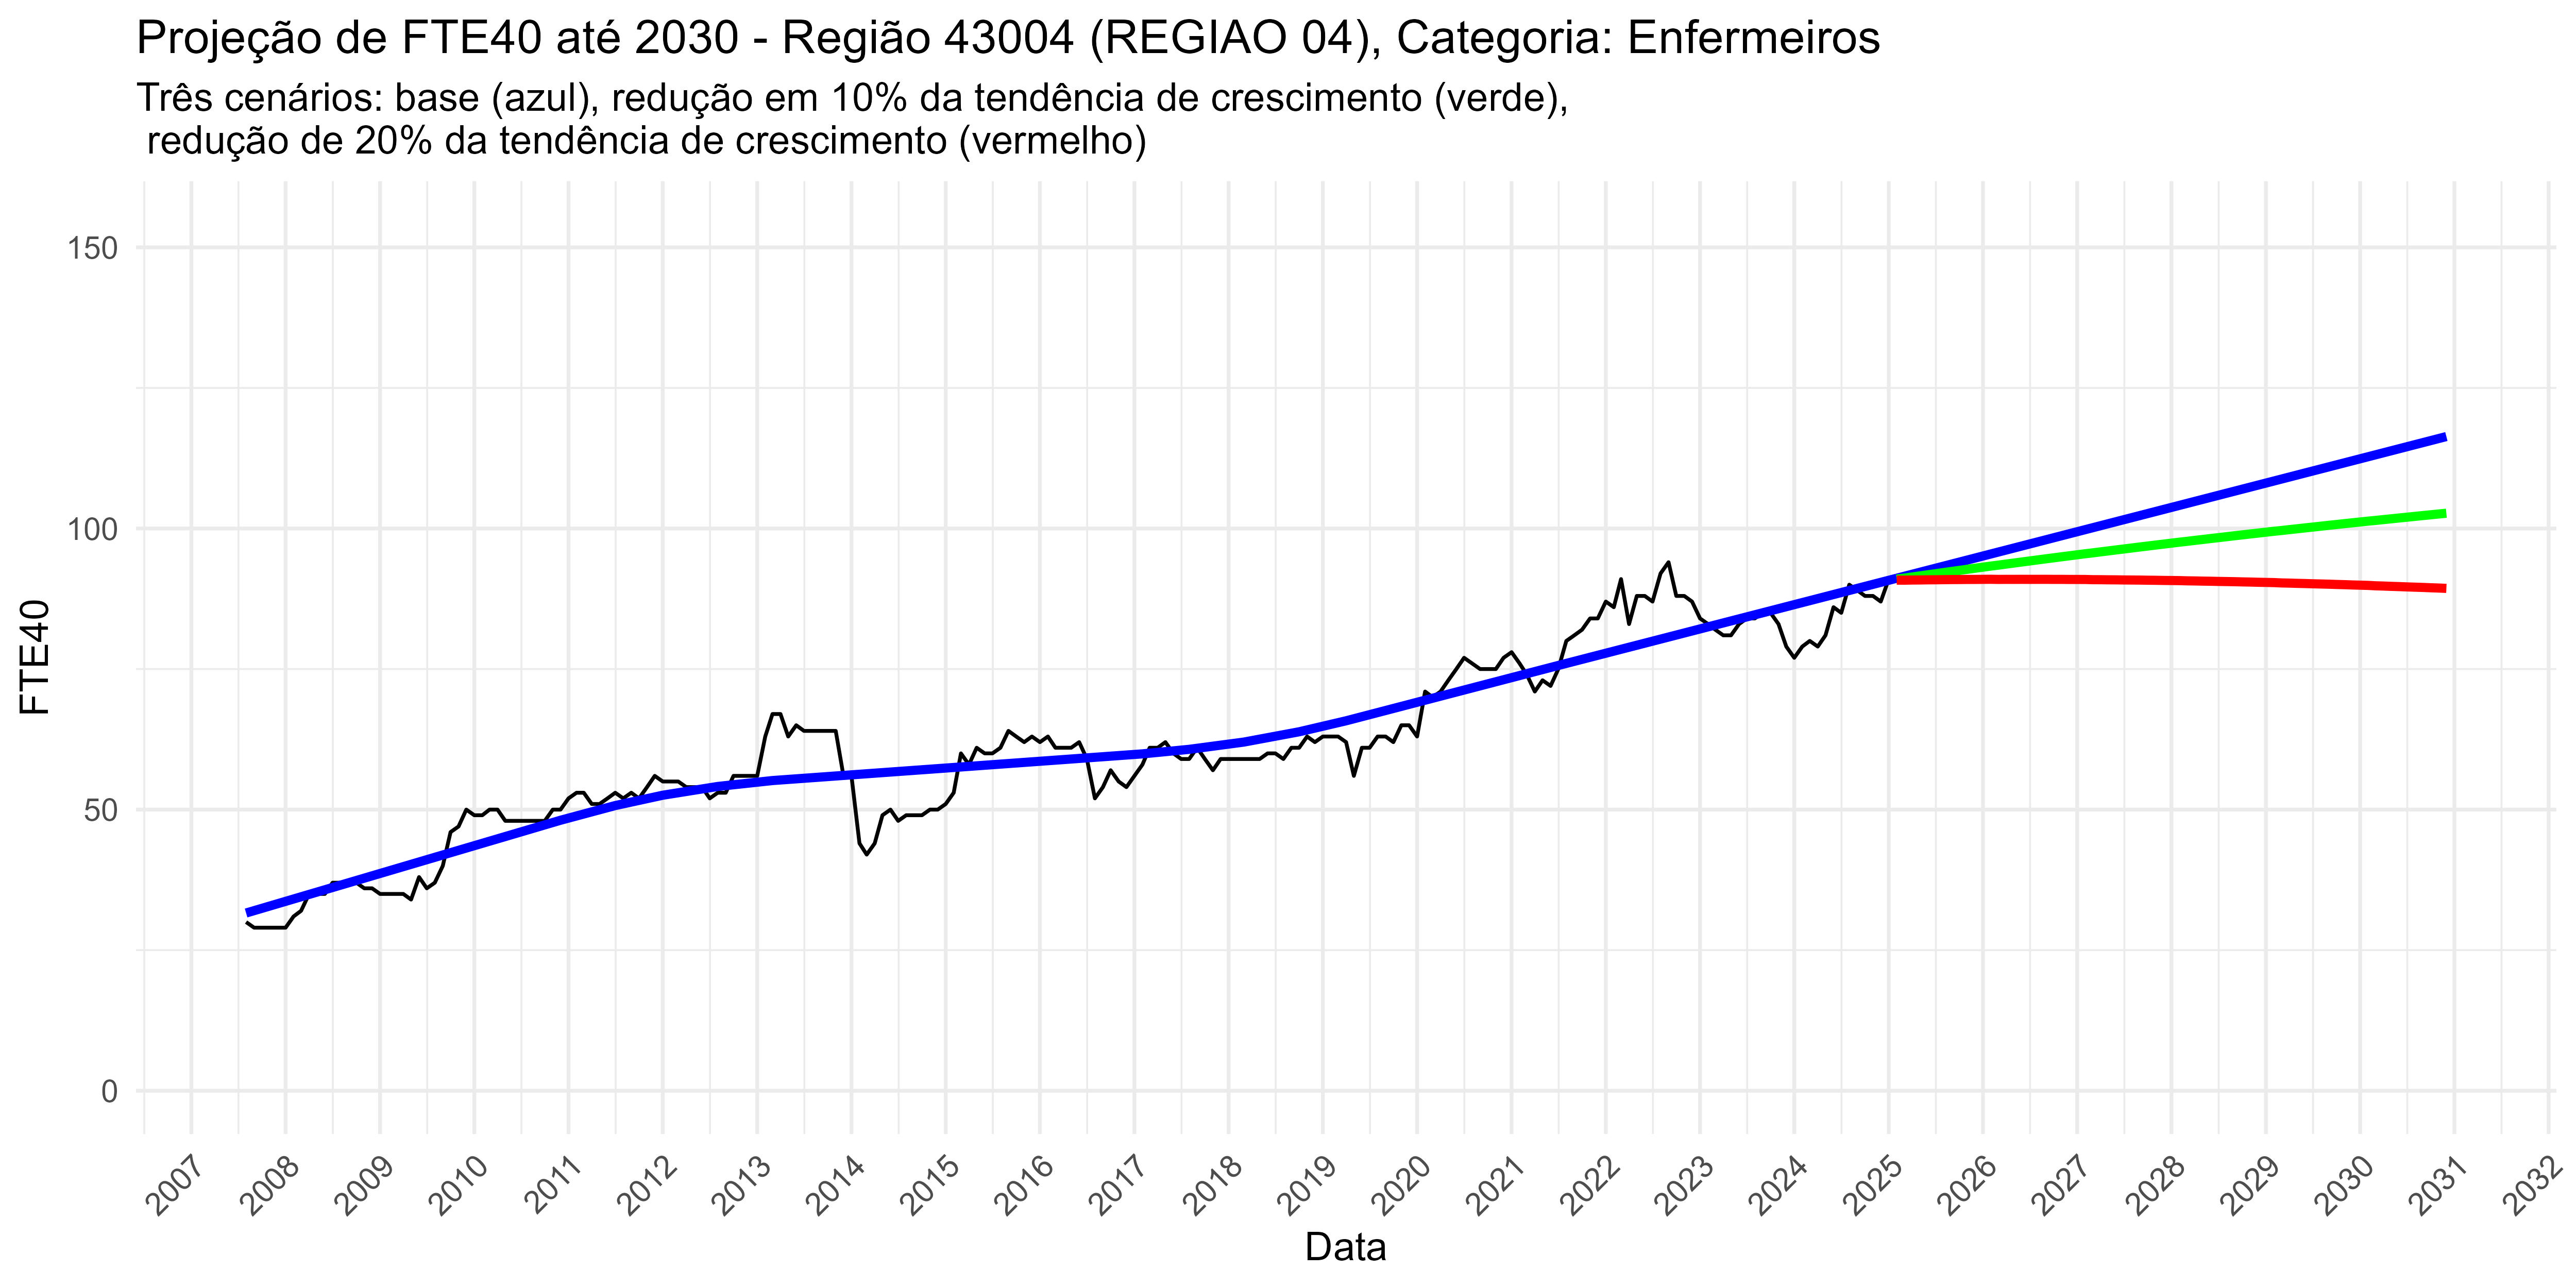 Projeção de FTE40 até 2030 - Região 43004 (REGIAO 04), Categoria: Enfermeiros
Três cenários: base (azul), redução em 10% da tendência de crescimento (verde),
redução de 20% da tendência de crescimento (vermelho)
150
100
50
0
FTE40
2007 2008 2009 2010 2011 2012 2013 2014 2015 2016 2017 2018 2019 2020 2021 2022 2023 2024 2025 2026 2027 2028 2029 2030 2031 2032
Data